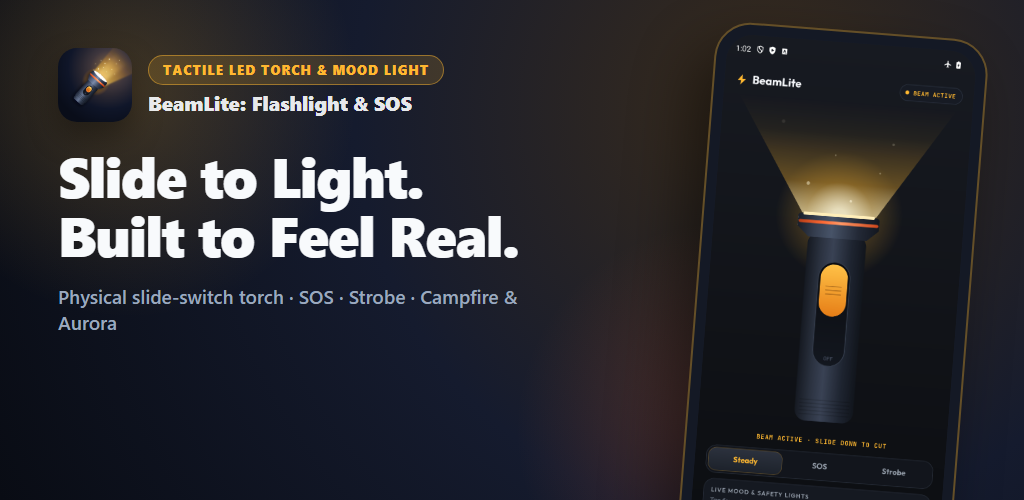 TACTILE LED TORCH & MOOD LIGHT
BeamLite: Flashlight & SOS
Slide to Light.
Built to Feel Real.
Physical slide-switch torch · SOS · Strobe · Campfire &
Aurora
1:02
BeamLite
BEAM ACTIVE
OFF
BEAM ACTIVE · SLIDE DOWN TO CUT
Steady
SOS
Strobe
LIVE MOOD & SAFETY LIGHTS